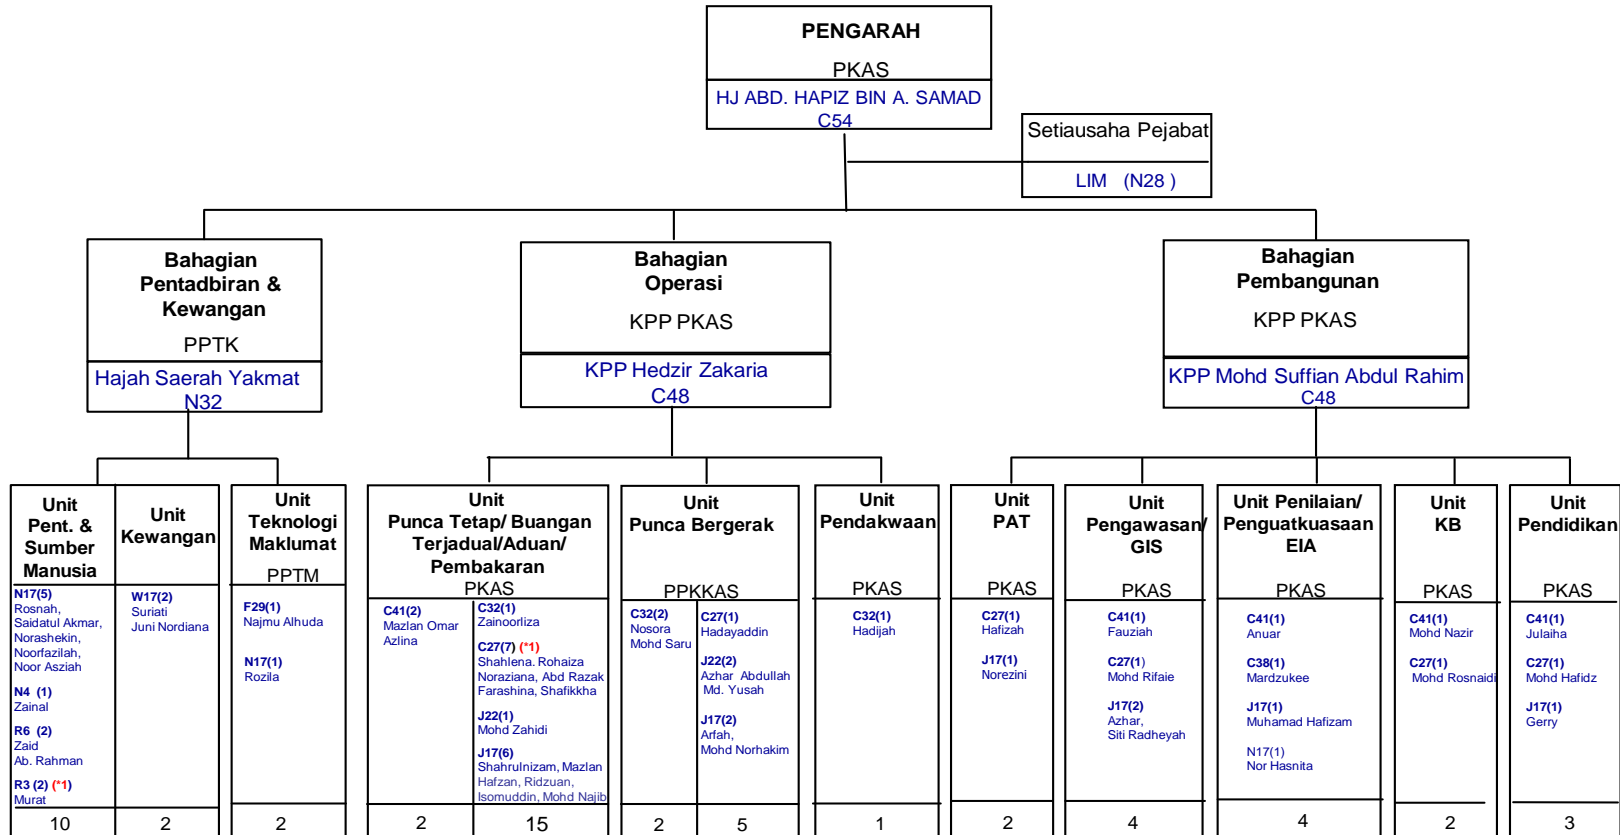 PENGARAH
PKAS
HJ ABD. HAPIZ BIN A. SAMAD
C54
Setiausaha Pejabat
LIM (N28 )
Bahagian
Pentadbiran &
Kewangan
PPTK
Hajah Saerah Yakmat
N32
Bahagian
Operasi
KPP PKAS
KPP Hedzir Zakaria
C48
Bahagian
Pembangunan
KPP PKAS
KPP Mohd Suffian Abdul Rahim
C48
Unit
Pent. &
Sumber
Manusia
N17(5)
Rosnah,
Saidatul Akmar,
Norashekin,
Noorfazilah,
Noor Asziah
N4 (1)
Zainal
R6 (2)
Zaid
Ab. Rahman
R3 (2) (*1)
Murat
10
Unit
Kewangan
W17(2)
Suriati
Juni Nordiana
2
Unit
Teknologi
Maklumat
PPTM
F29(1)
Najmu Alhuda
N17(1)
Rozila
2
Unit
Punca Tetap/ Buangan
Terjadual/Aduan/
Pembakaran
PKAS
C41(2)
Mazlan Omar
Azlina
2
C32(1)
Zainoorliza
C27(7) (*1)
Shahlena. Rohaiza
Noraziana, Abd Razak
Farashina, Shafikkha
J22(1)
Mohd Zahidi
J17(6)
Shahrulnizam, Mazlan
Hafzan, Ridzuan,
Isomuddin, Mohd Najib
15
Unit
Punca Bergerak
PPKKAS
C32(2)
Nosora
Mohd Saru
2
C27(1)
Hadayaddin
J22(2)
Azhar Abdullah
Md. Yusah
J17(2)
Arfah,
Mohd Norhakim
5
Unit
Pendakwaan
PKAS
C32(1)
Hadijah
1
Unit
PAT
PKAS
C27(1)
Hafizah
J17(1)
Norezini
2
Unit
Pengawasan/
GIS
PKAS
C41(1)
Fauziah
C27(1)
Mohd Rifaie
J17(2)
Azhar,
Siti Radheyah
4
Unit Penilaian/
Penguatkuasaan
EIA
PKAS
C41(1)
Anuar
C38(1)
Mardzukee
J17(1)
Muhamad Hafizam
N17(1)
Nor Hasnita
4
Unit
KB
PKAS
C41(1)
Mohd Nazir
C27(1)
Mohd Rosnaidi
2
Unit
Pendidikan
PKAS
C41(1)
Julaiha
C27(1)
Mohd Hafidz
J17(1)
Gerry
3